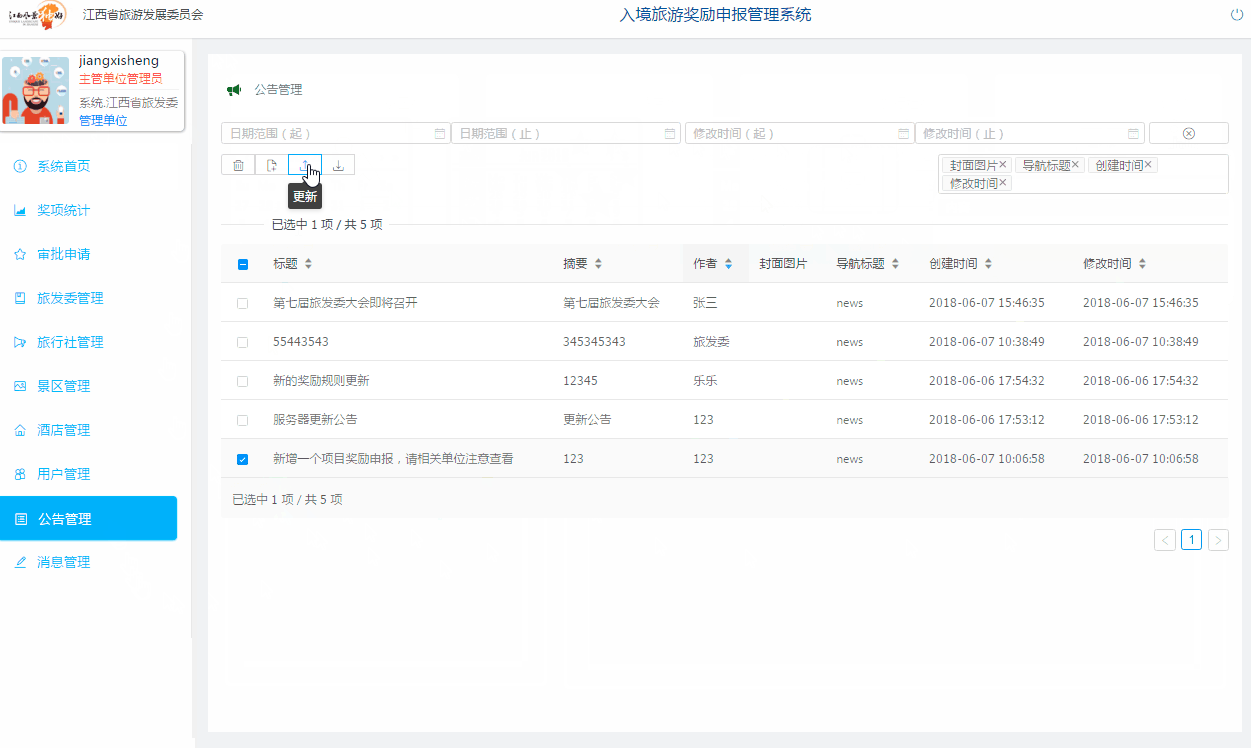 江西省旅游发展委员会
入境旅游奖励申报管理系统
jiangxisheng
主管单位管理员
系统.江西省旅发委
管理单位
系统首页
奖项统计
审批申请
旅发委管理
旅行社管理
景区管理
酒店管理
用户管理
公告管理
消息管理
公告管理
日期范围（起） 日期范围（止） 修改时间（起） 修改时间（止）
封面图片× 导航标题× 创建时间×
修改时间×
更新
已选中 1 项 / 共 5 项
标题 摘要 作者 封面图片 导航标题 创建时间 修改时间
第七届旅发委大会即将召开 第七届旅发委大会 张三 news 2018-06-07 15:46:35 2018-06-07 15:46:35
55443543 345345343 旅发委 news 2018-06-07 10:38:49 2018-06-07 10:38:49
新的奖励规则更新 12345 乐乐 news 2018-06-06 17:54:32 2018-06-06 17:54:32
服务器更新公告 更新公告 123 news 2018-06-06 17:53:12 2018-06-06 17:53:12
新增一个项目奖励申报，请相关单位注意查看 123 123 news 2018-06-07 10:06:58 2018-06-07 10:06:58
已选中 1 项 / 共 5 项
< 1 >